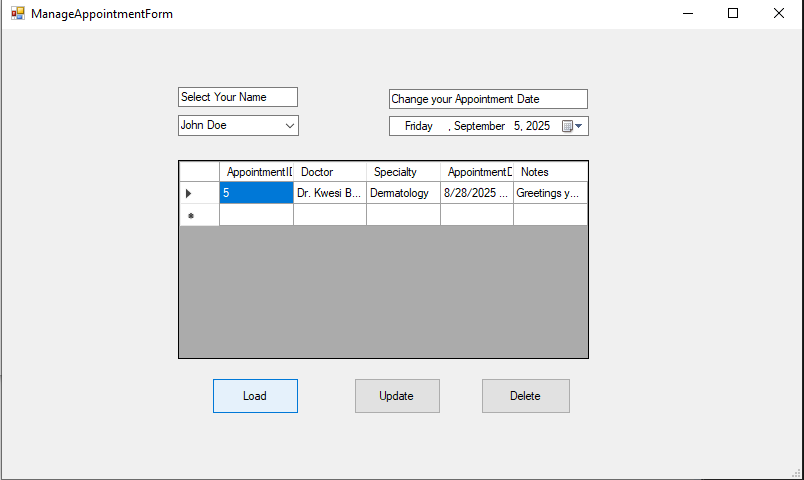 ManageAppointmentForm
Select Your Name
Change your Appointment Date
John Doe
Friday , September 5, 2025
AppointmentID Doctor Specialty AppointmentD Notes
5 Dr. Kwesi B... Dermatology 8/28/2025 ... Greetings y...
Load Update Delete